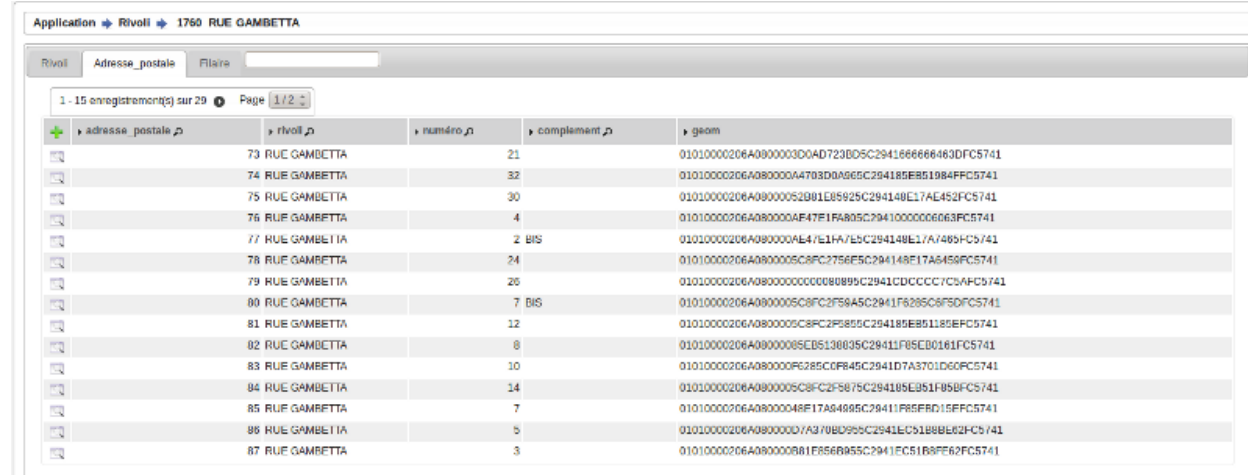 Application Rivoli 1760 RUE GAMBETTA
Rivoli Adresse_postale Filaire
1 - 15 enregistrement(s) sur 29 Page 1/2
adresse_postale rivoli numéro complement geom
73 RUE GAMBETTA 21
74 RUE GAMBETTA 32
75 RUE GAMBETTA 30
76 RUE GAMBETTA 4
77 RUE GAMBETTA 2 BIS
78 RUE GAMBETTA 24
79 RUE GAMBETTA 26
80 RUE GAMBETTA 7 BIS
81 RUE GAMBETTA 12
82 RUE GAMBETTA 8
83 RUE GAMBETTA 10
84 RUE GAMBETTA 14
85 RUE GAMBETTA 7
86 RUE GAMBETTA 5
87 RUE GAMBETTA 3